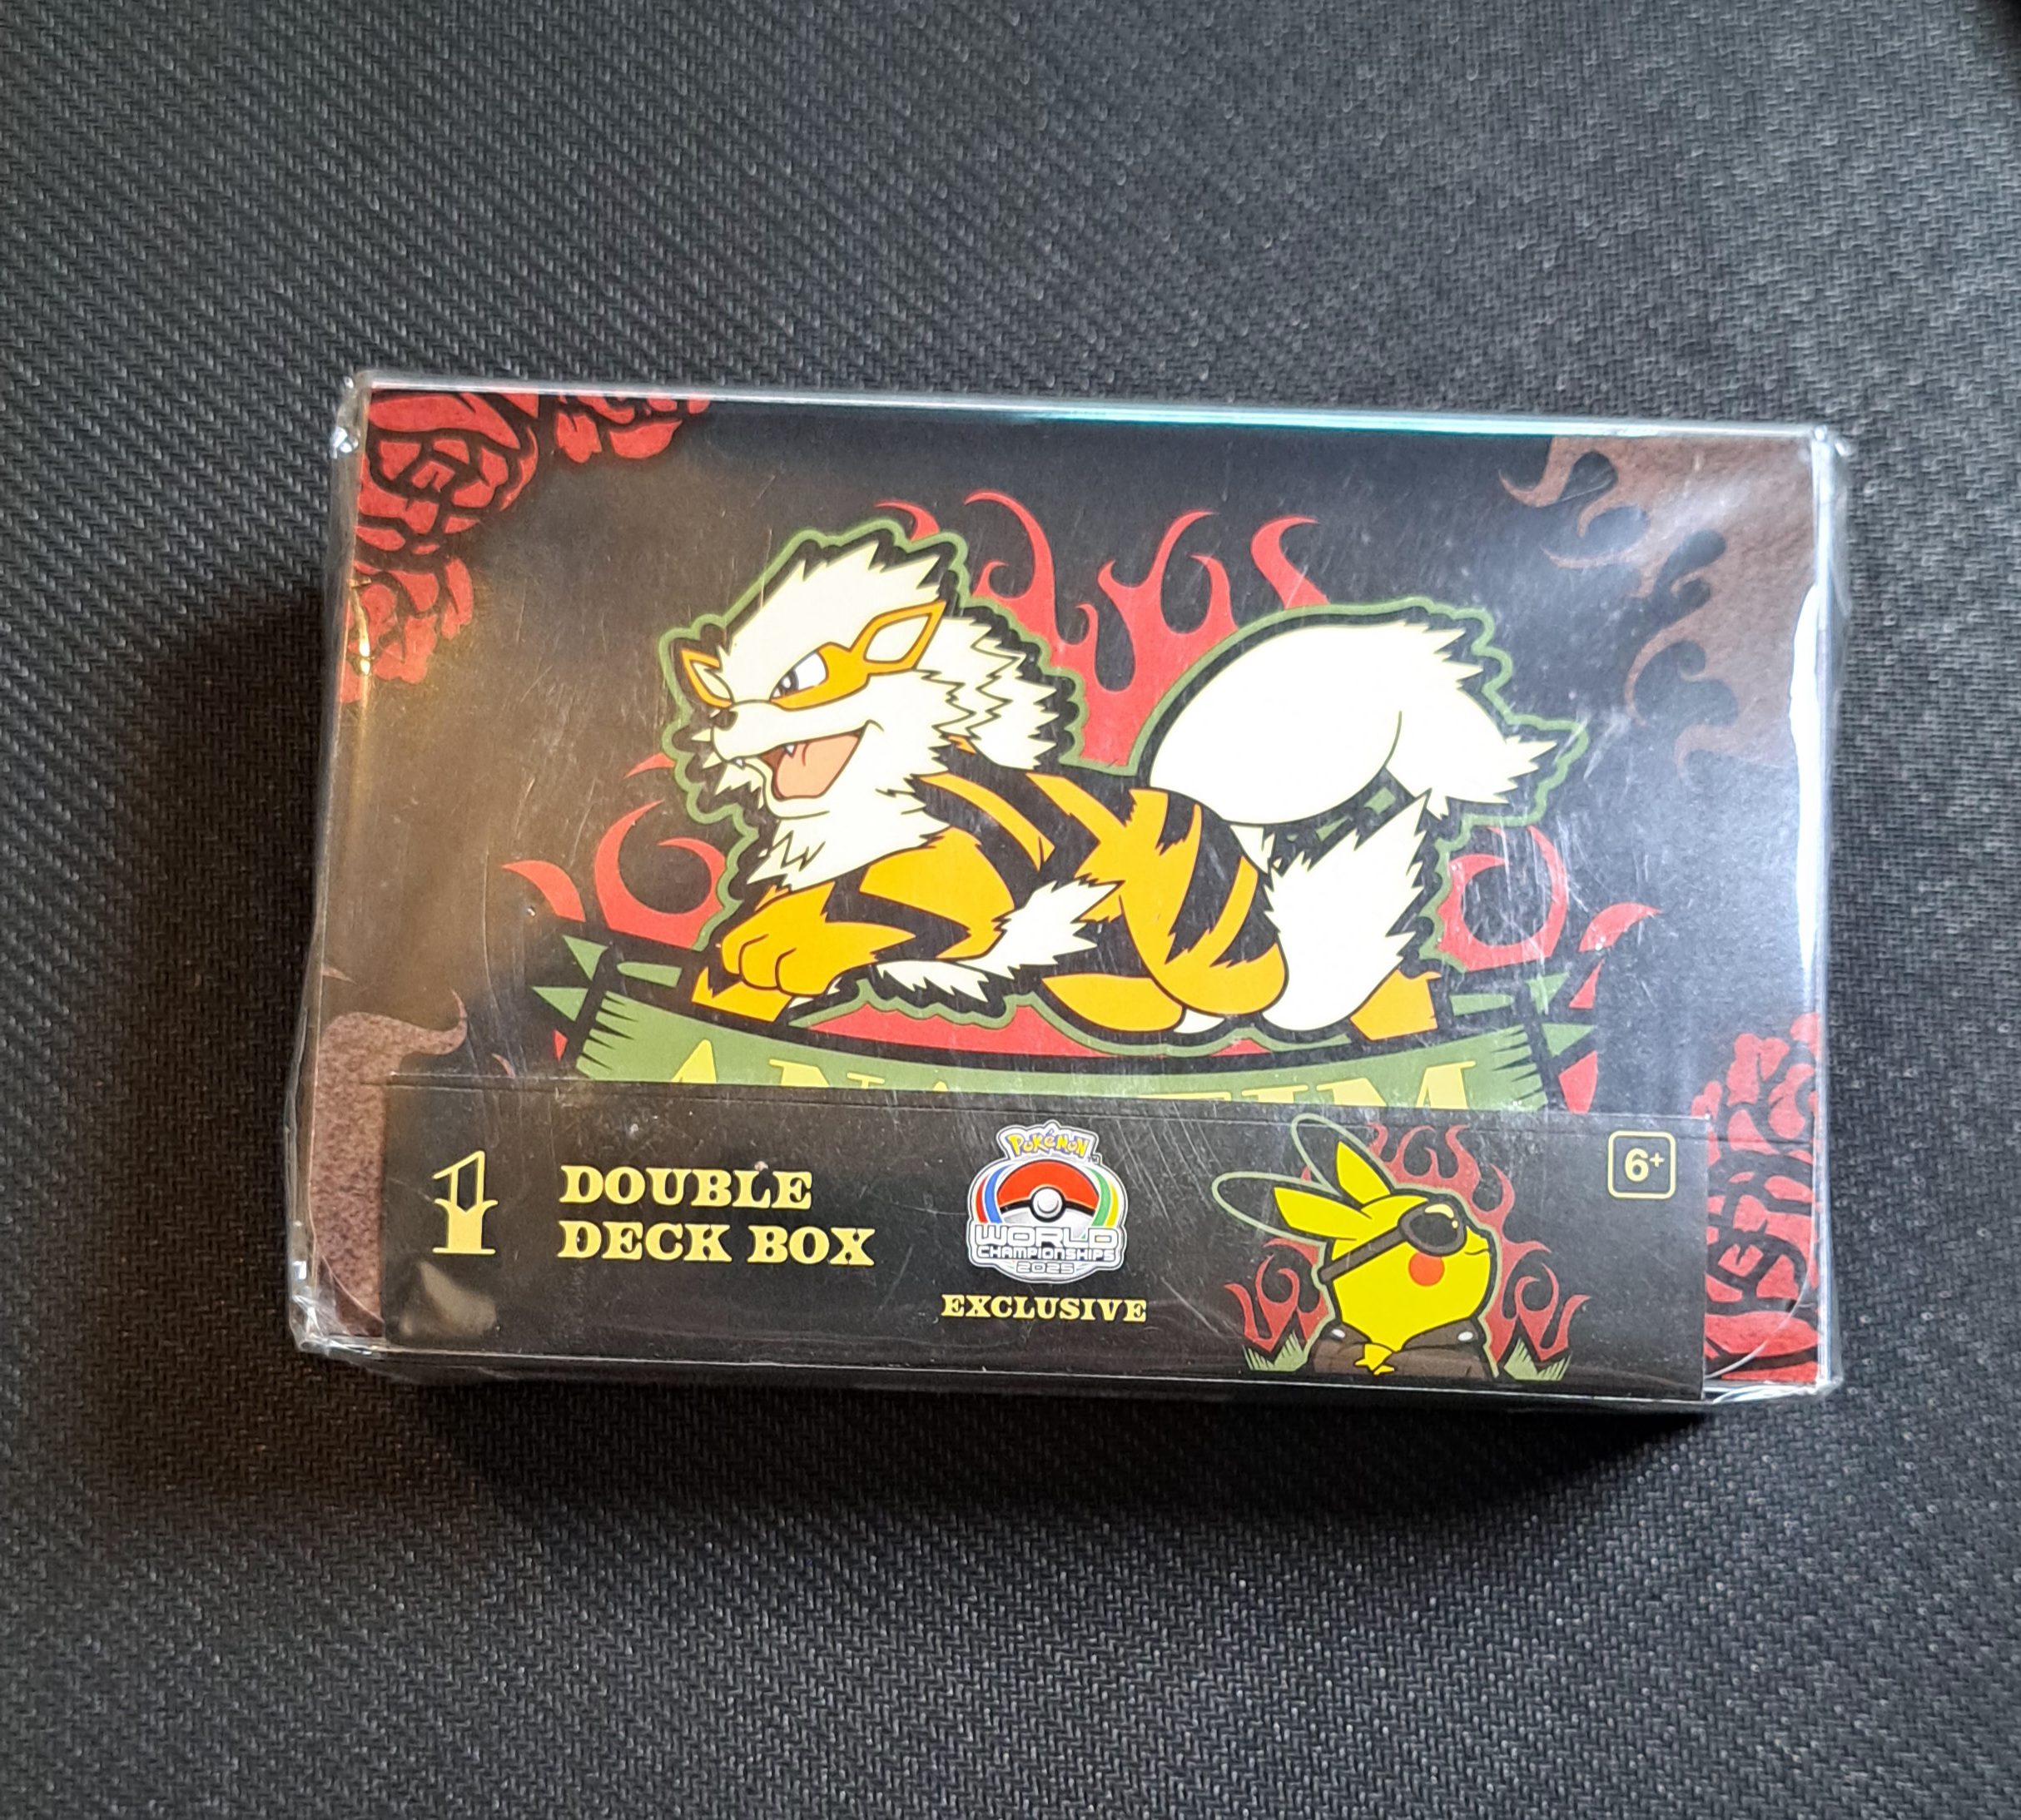 1
DOUBLE
DECK BOX
POKéMON
WORLD
CHAMPIONSHIPS
2025
EXCLUSIVE
6+